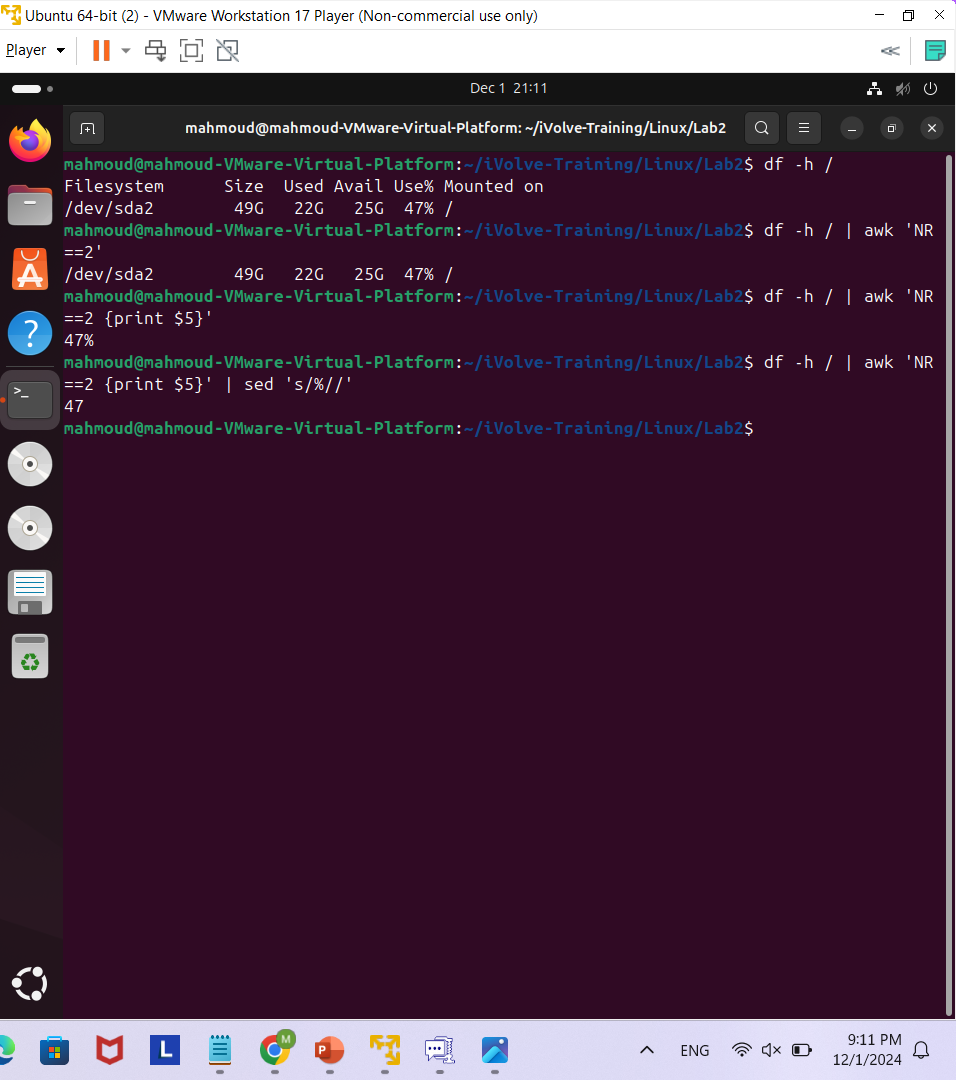 Ubuntu 64-bit (2) - VMware Workstation 17 Player (Non-commercial use only)
Player
Dec 1 21:11
mahmoud@mahmoud-VMware-Virtual-Platform: ~/iVolve-Training/Linux/Lab2
mahmoud@mahmoud-VMware-Virtual-Platform:~/iVolve-Training/Linux/Lab2$ df -h /
Filesystem      Size  Used Avail Use% Mounted on
/dev/sda2        49G   22G   25G  47% /
mahmoud@mahmoud-VMware-Virtual-Platform:~/iVolve-Training/Linux/Lab2$ df -h / | awk 'NR
==2'
/dev/sda2        49G   22G   25G  47% /
mahmoud@mahmoud-VMware-Virtual-Platform:~/iVolve-Training/Linux/Lab2$ df -h / | awk 'NR
==2 {print $5}'
47%
mahmoud@mahmoud-VMware-Virtual-Platform:~/iVolve-Training/Linux/Lab2$ df -h / | awk 'NR
==2 {print $5}' | sed 's/%//'
47
mahmoud@mahmoud-VMware-Virtual-Platform:~/iVolve-Training/Linux/Lab2$
>_
L
M
P
ENG
9:11 PM
12/1/2024